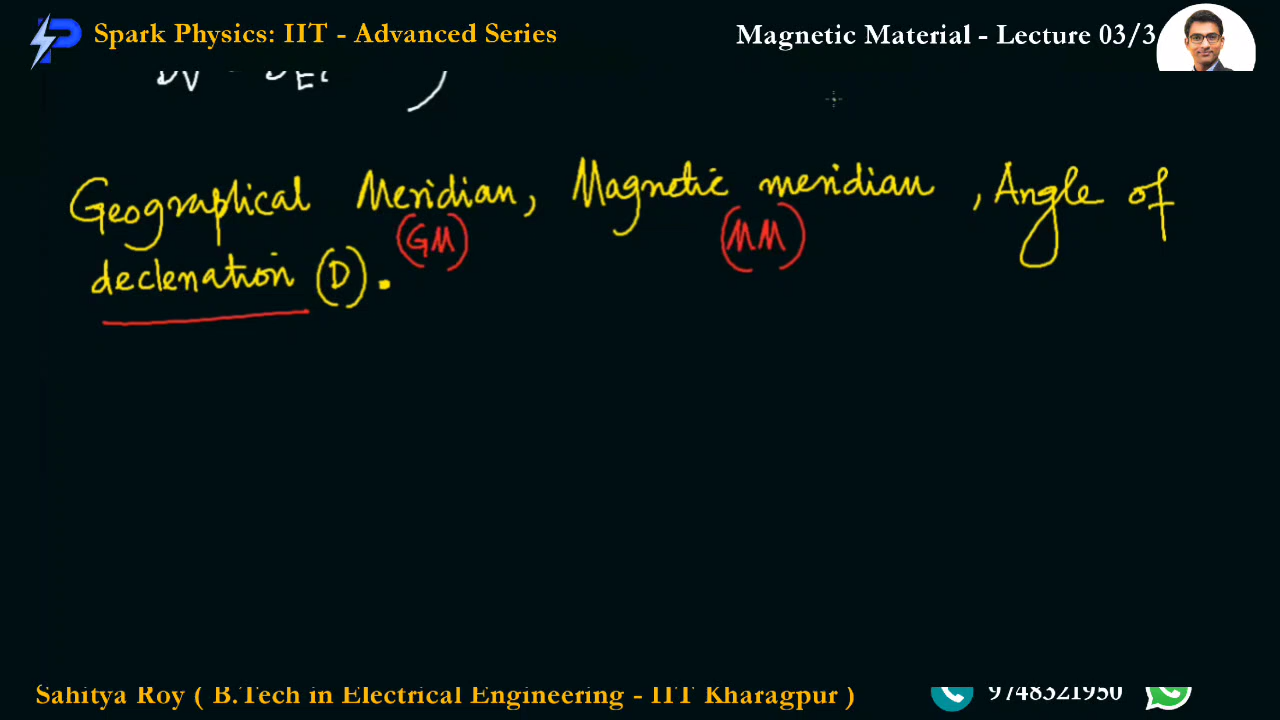 Spark Physics: IIT - Advanced Series
Magnetic Material - Lecture 03/3
Geographical Meridian, Magnetic meridian, Angle of
(GM) (MM)
declenation (D).
Sahitya Roy ( B.Tech in Electrical Engineering - IIT Kharagpur )
9748321950